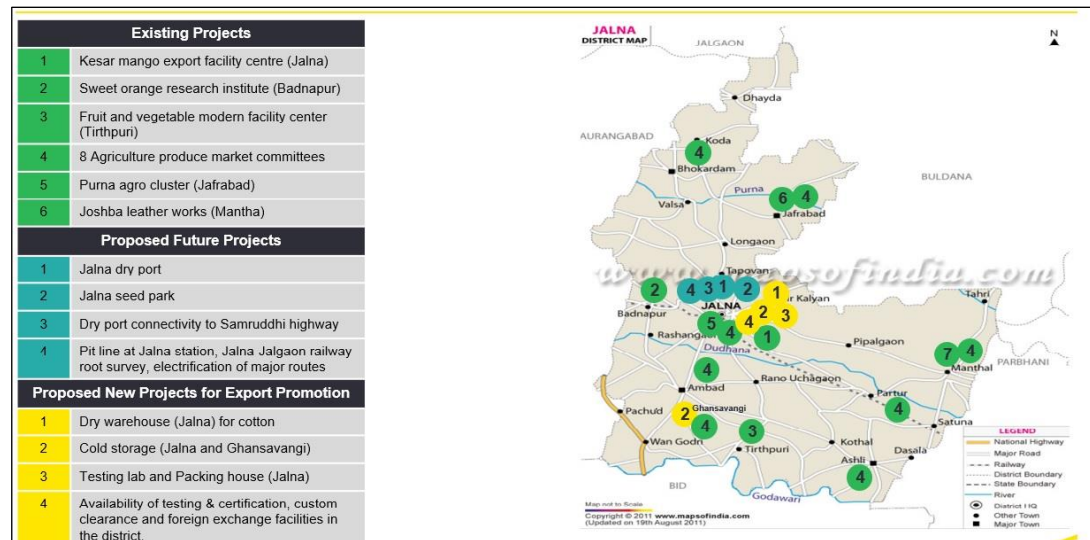 Existing Projects
1 Kesar mango export facility centre (Jalna)
2 Sweet orange research institute (Badnapur)
3 Fruit and vegetable modern facility center
(Tirthpuri)
4 8 Agriculture produce market committees
5 Purna agro cluster (Jafrabad)
6 Joshba leather works (Mantha)
Proposed Future Projects
1 Jalna dry port
2 Jalna seed park
3 Dry port connectivity to Samruddhi highway
4 Pit line at Jalna station, Jalna Jalgaon railway
root survey, electrification of major routes
Proposed New Projects for Export Promotion
1 Dry warehouse (Jalna) for cotton
2 Cold storage (Jalna and Ghansavangi)
3 Testing lab and Packing house (Jalna)
4 Availability of testing & certification, custom
clearance and foreign exchange facilities in
the district.
JALNA
DISTRICT MAP
JALGAON
N
Dhayda
AURANGABAD
Koda
4
Bhokardam
BULDANA
Purna
6 4
Valsa
Jafrabad
Longaon
www.mapsofindia.com
Tapovan
2 4 3 1 2 1
Kalyan
Tahri
Badnapur
JALNA
2
4 3
5 4 1
Rashangaon
Dudhana
Pipalgaon
7 4
PARBHANI
Manthal
4
Rano Uchagaon
Ambad
Partur
4
Pachud
2 Ghansavangi
4
3
Satuna
Wan Godri
Tirthpuri
Kothal
Dasala
Ashli
4
BID
Godawari
LEGEND
National Highway
Major Road
Railway
District Boundary
State Boundary
River
District HQ
Other Town
Major Town
Map not to Scale
Copyright © 2011 www.mapsofindia.com
(Updated on 19th August 2011)